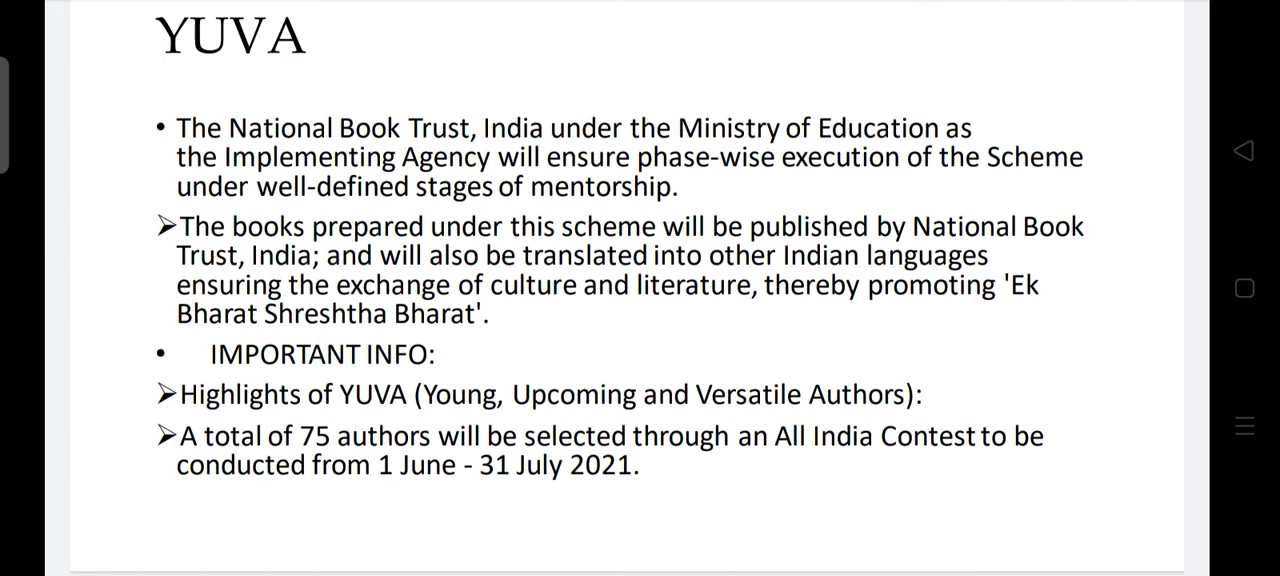 YUVA
• The National Book Trust, India under the Ministry of Education as
the Implementing Agency will ensure phase-wise execution of the Scheme
under well-defined stages of mentorship.
➢The books prepared under this scheme will be published by National Book
Trust, India; and will also be translated into other Indian languages
ensuring the exchange of culture and literature, thereby promoting 'Ek
Bharat Shreshtha Bharat'.
• IMPORTANT INFO:
➢Highlights of YUVA (Young, Upcoming and Versatile Authors):
➢A total of 75 authors will be selected through an All India Contest to be
conducted from 1 June - 31 July 2021.